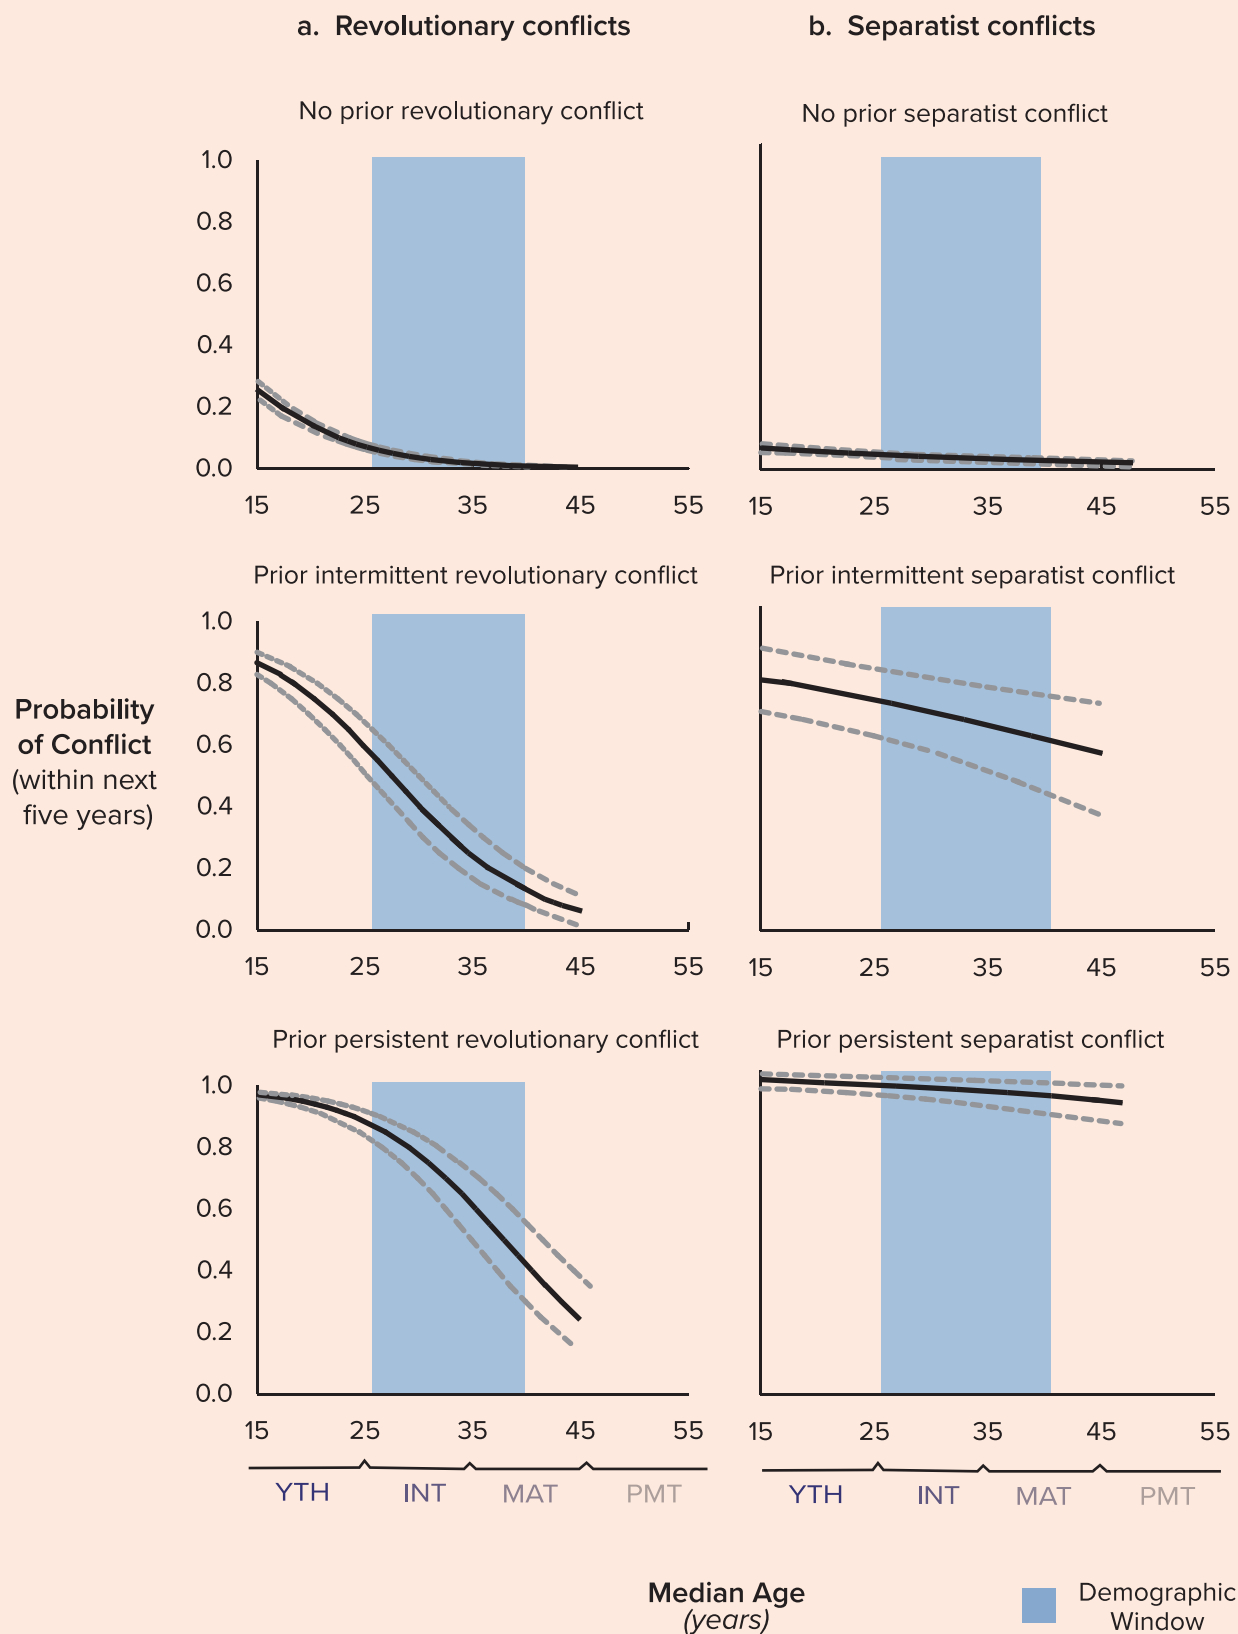 a. Revolutionary conflicts
b. Separatist conflicts
No prior revolutionary conflict
No prior separatist conflict
1.0
0.8
0.6
0.4
0.2
0.0
15 25 35 45 55
15 25 35 45 55
Prior intermittent revolutionary conflict
Prior intermittent separatist conflict
1.0
0.8
0.6
0.4
0.2
0.0
Probability
of Conflict
(within next
five years)
15 25 35 45 55
15 25 35 45 55
Prior persistent revolutionary conflict
Prior persistent separatist conflict
1.0
0.8
0.6
0.4
0.2
0.0
15 25 35 45 55
15 25 35 45 55
YTH INT MAT PMT
YTH INT MAT PMT
Median Age
(years)
Demographic
Window